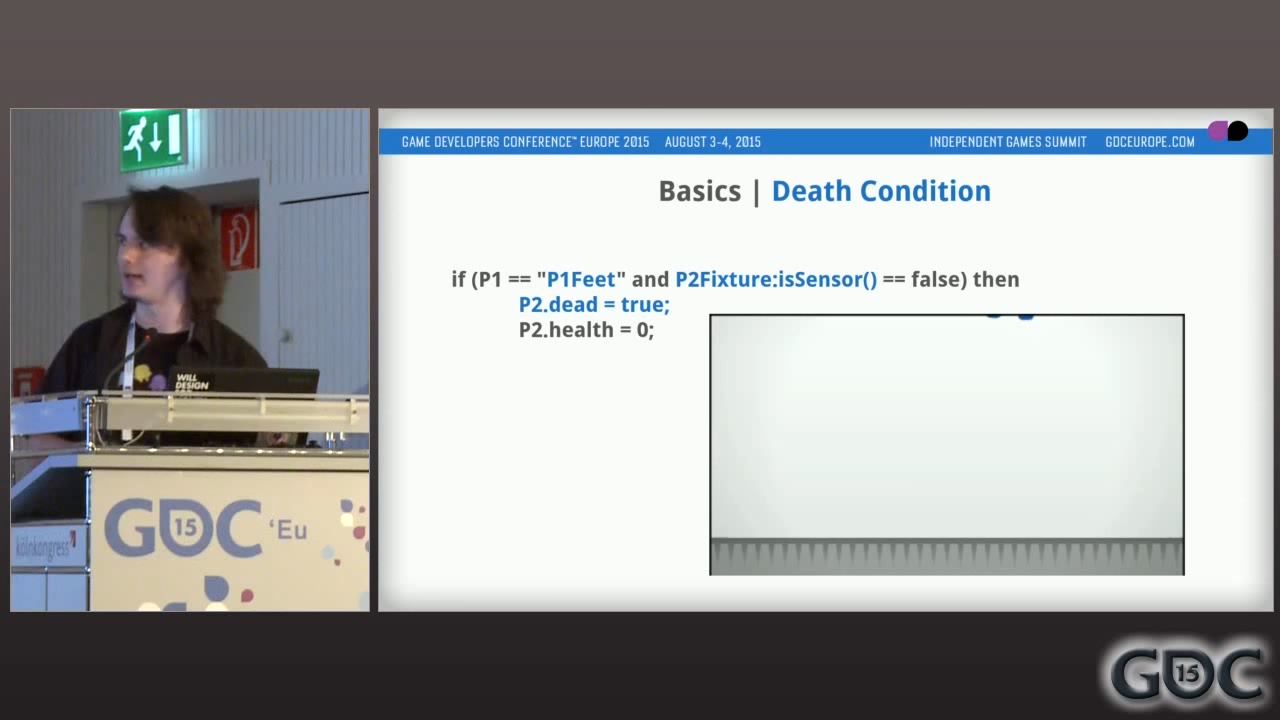 GAME DEVELOPERS CONFERENCE™ EUROPE 2015 AUGUST 3-4, 2015 INDEPENDENT GAMES SUMMIT GDCEUROPE.COM
Basics | Death Condition
if (P1 == "P1Feet" and P2Fixture:isSensor() == false) then
P2.dead = true;
P2.health = 0;
WILL
DESIGN
GDC 15 'Eu
kölnkongress
GDC 15